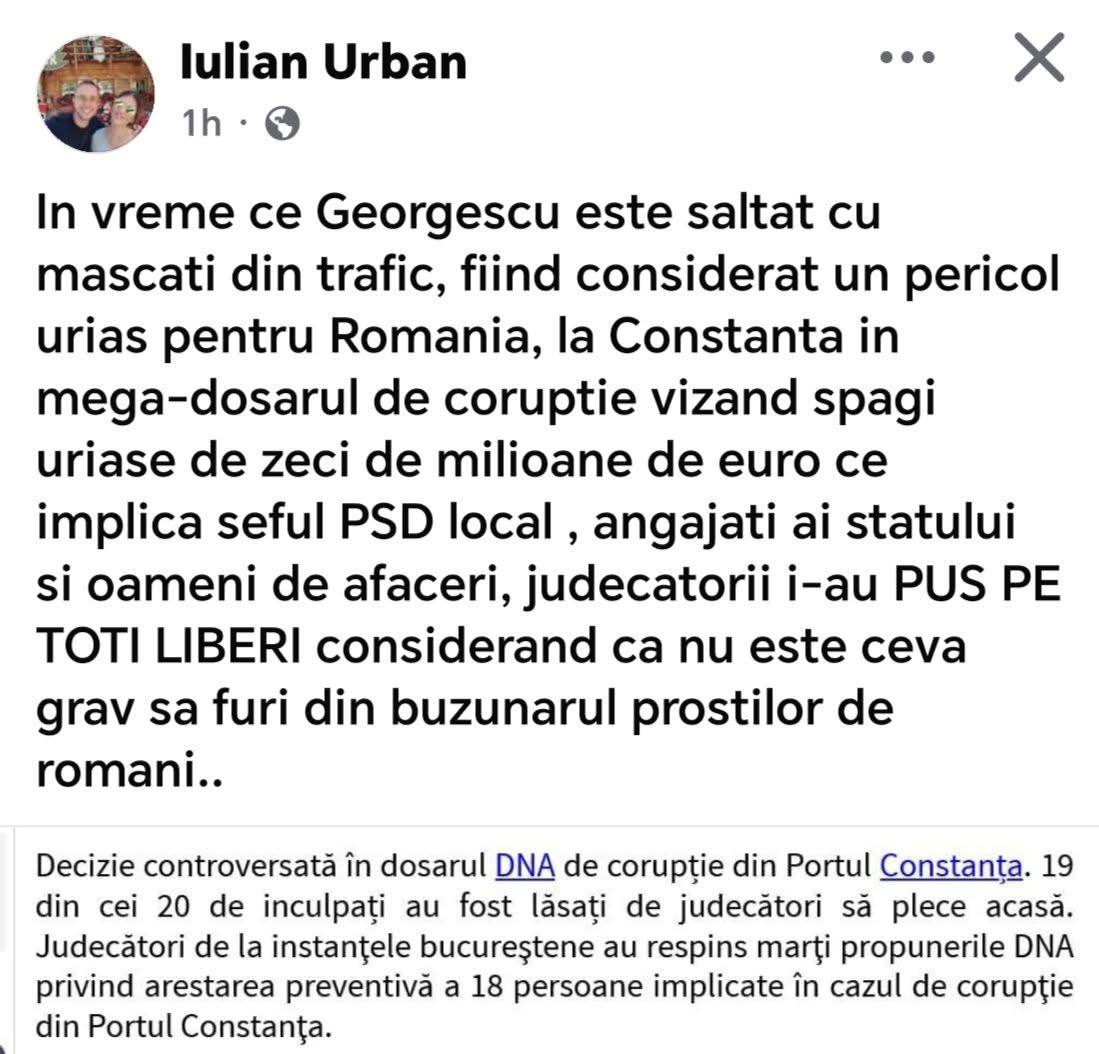 Iulian Urban
1h ·
In vreme ce Georgescu este saltat cu
mascati din trafic, fiind considerat un pericol
urias pentru Romania, la Constanta in
mega-dosarul de coruptie vizand spagi
uriase de zeci de milioane de euro ce
implica seful PSD local , angajati ai statului
si oameni de afaceri, judecatorii i-au PUS PE
TOTI LIBERI considerand ca nu este ceva
grav sa furi din buzunarul prostilor de
romani..
Decizie controversată în dosarul DNA de corupție din Portul Constanța. 19
din cei 20 de inculpați au fost lăsați de judecători să plece acasă.
Judecători de la instanţele bucureştene au respins marţi propunerile DNA
privind arestarea preventivă a 18 persoane implicate în cazul de corupţie
din Portul Constanţa.